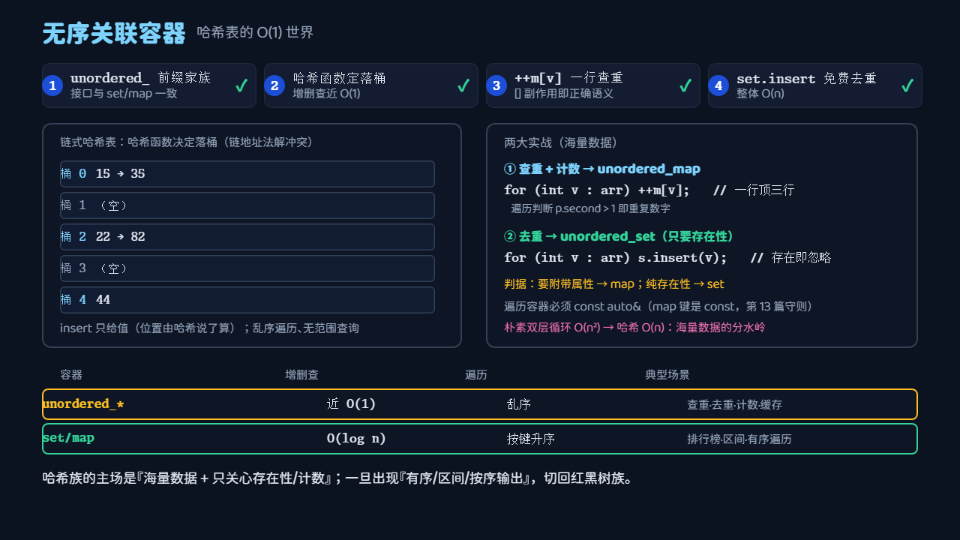 无序关联容器 哈希表的 O(1) 世界
1 unordered_ 前缀家族 ✓
接口与 set/map 一致
2 哈希函数定落桶 ✓
增删查近 O(1)
3 ++m[v] 一行查重 ✓
[] 副作用即正确语义
4 set.insert 免费去重 ✓
整体 O(n)
链式哈希表：哈希函数决定落桶（链地址法解冲突）
桶 0 15 → 35
桶 1 （空）
桶 2 22 → 82
桶 3 （空）
桶 4 44
insert 只给值（位置由哈希说了算）；乱序遍历、无范围查询
两大实战（海量数据）
① 查重 + 计数 → unordered_map
for (int v : arr) ++m[v]; // 一行顶三行
遍历判断 p.second > 1 即重复数字
② 去重 → unordered_set（只要存在性）
for (int v : arr) s.insert(v); // 存在即忽略
判据：要附带属性 → map；纯存在性 → set
遍历容器必须 const auto&（map 键是 const，第 13 篇守则）
朴素双层循环 O(n²) → 哈希 O(n)：海量数据的分水岭
容器 增删查 遍历 典型场景
unordered_* 近 O(1) 乱序 查重·去重·计数·缓存
set/map O(log n) 按键升序 排行榜·区间·有序遍历
哈希族的主场是『海量数据 + 只关心存在性/计数』；一旦出现『有序/区间/按序输出』，切回红黑树族。